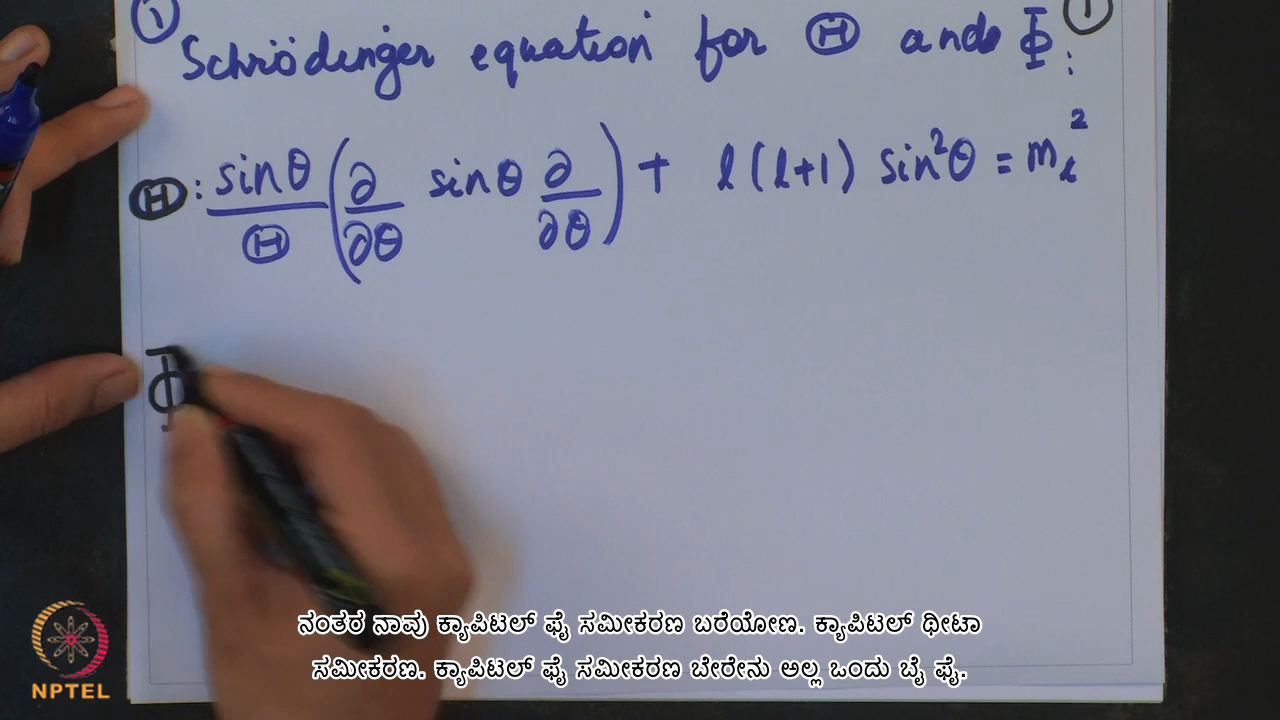 ① ①
Schrödinger equation for Ⓗ and Φ:
Ⓗ: sinθ/Ⓗ (∂/∂θ sinθ ∂/∂θ) + l(l+1) sin²θ = m_l²
Φ
ನಂತರ ನಾವು ಕ್ಯಾಪಿಟಲ್ ಫೈ ಸಮೀಕರಣ ಬರೆಯೋಣ. ಕ್ಯಾಪಿಟಲ್ ಥೀಟಾ
ಸಮೀಕರಣ. ಕ್ಯಾಪಿಟಲ್ ಫೈ ಸಮೀಕರಣ ಬೇರೇನು ಅಲ್ಲ ಒಂದು ಬೈ ಫೈ.
NPTEL